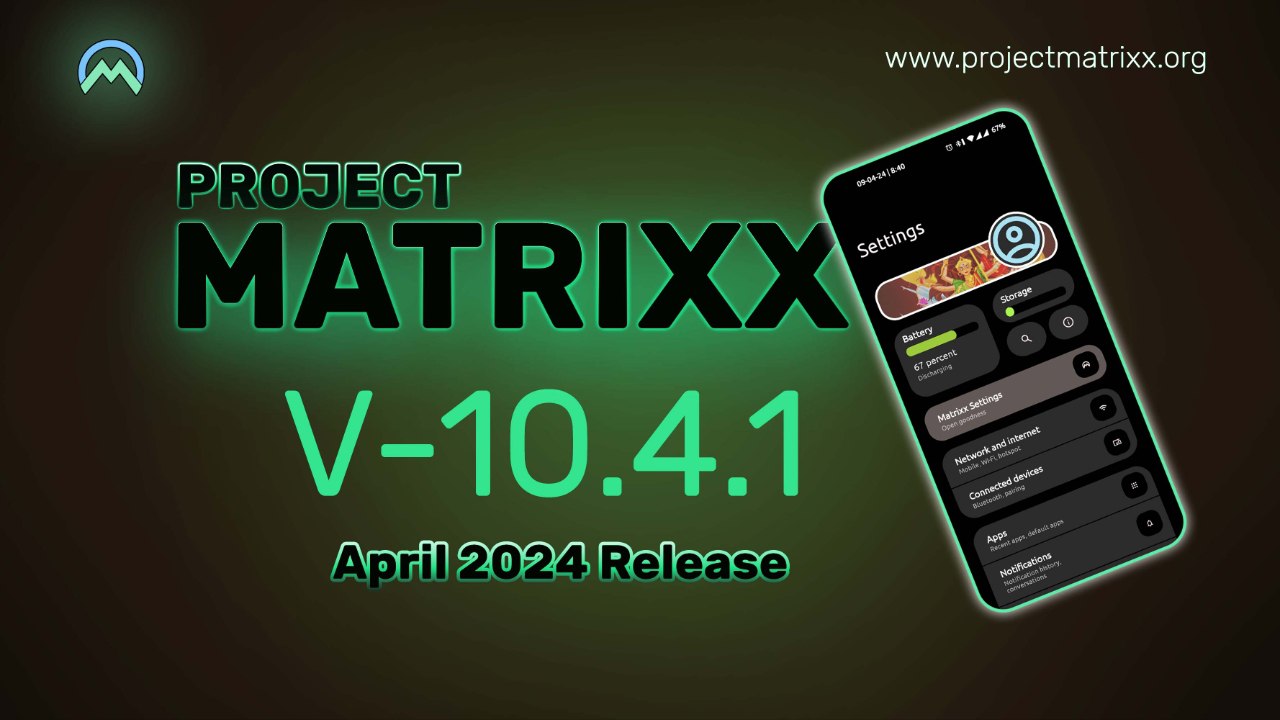 www.projectmatrixx.org
PROJECT
MATRIXX
V-10.4.1
April 2024 Release
09-04-24 | 8:40
67%
Settings
Battery
67 percent
Discharging
Storage
Matrixx Settings
Open goodness
Network and internet
Mobile, Wi-Fi, hotspot
Connected devices
Bluetooth, pairing
Apps
Recent apps, default apps
Notifications
Notification history,
conversations